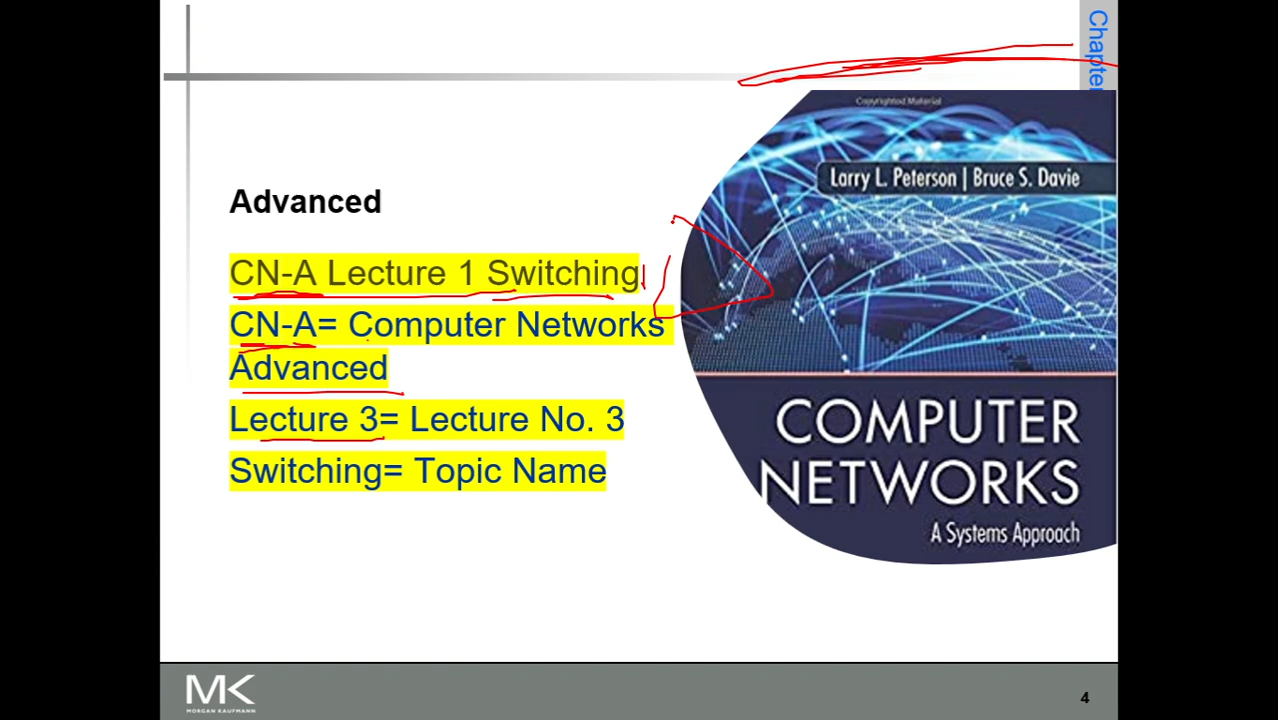 Chapter
Copyrighted Material
Larry L. Peterson | Bruce S. Davie
Advanced
CN-A Lecture 1 Switching
CN-A= Computer Networks
Advanced
Lecture 3= Lecture No. 3
Switching= Topic Name
COMPUTER
NETWORKS
A Systems Approach
MK
MORGAN KAUFMANN
4